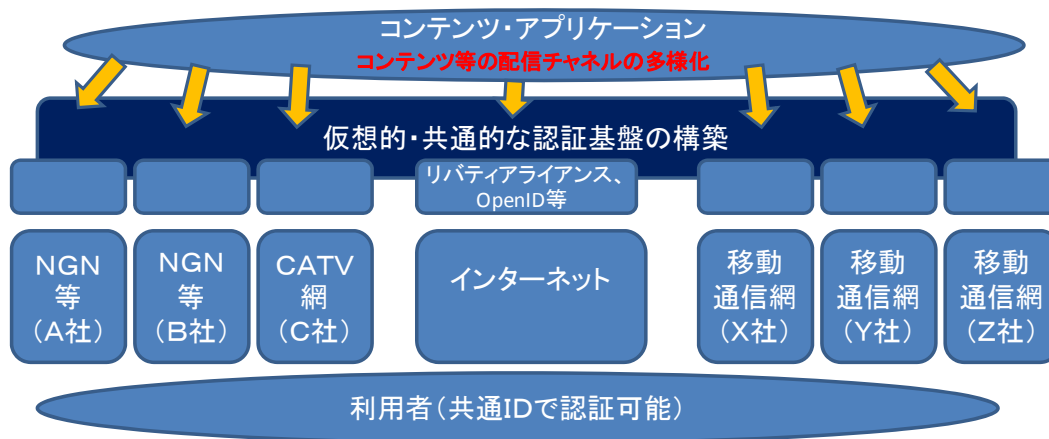 コンテンツ・アプリケーション
コンテンツ等の配信チャネルの多様化
仮想的・共通的な認証基盤の構築
リバティアライアンス、
OpenID等
NGN
等
(A社)
NGN
等
(B社)
CATV
網
(C社)
インターネット
移動
通信網
(X社)
移動
通信網
(Y社)
移動
通信網
(Z社)
利用者(共通IDで認証可能)